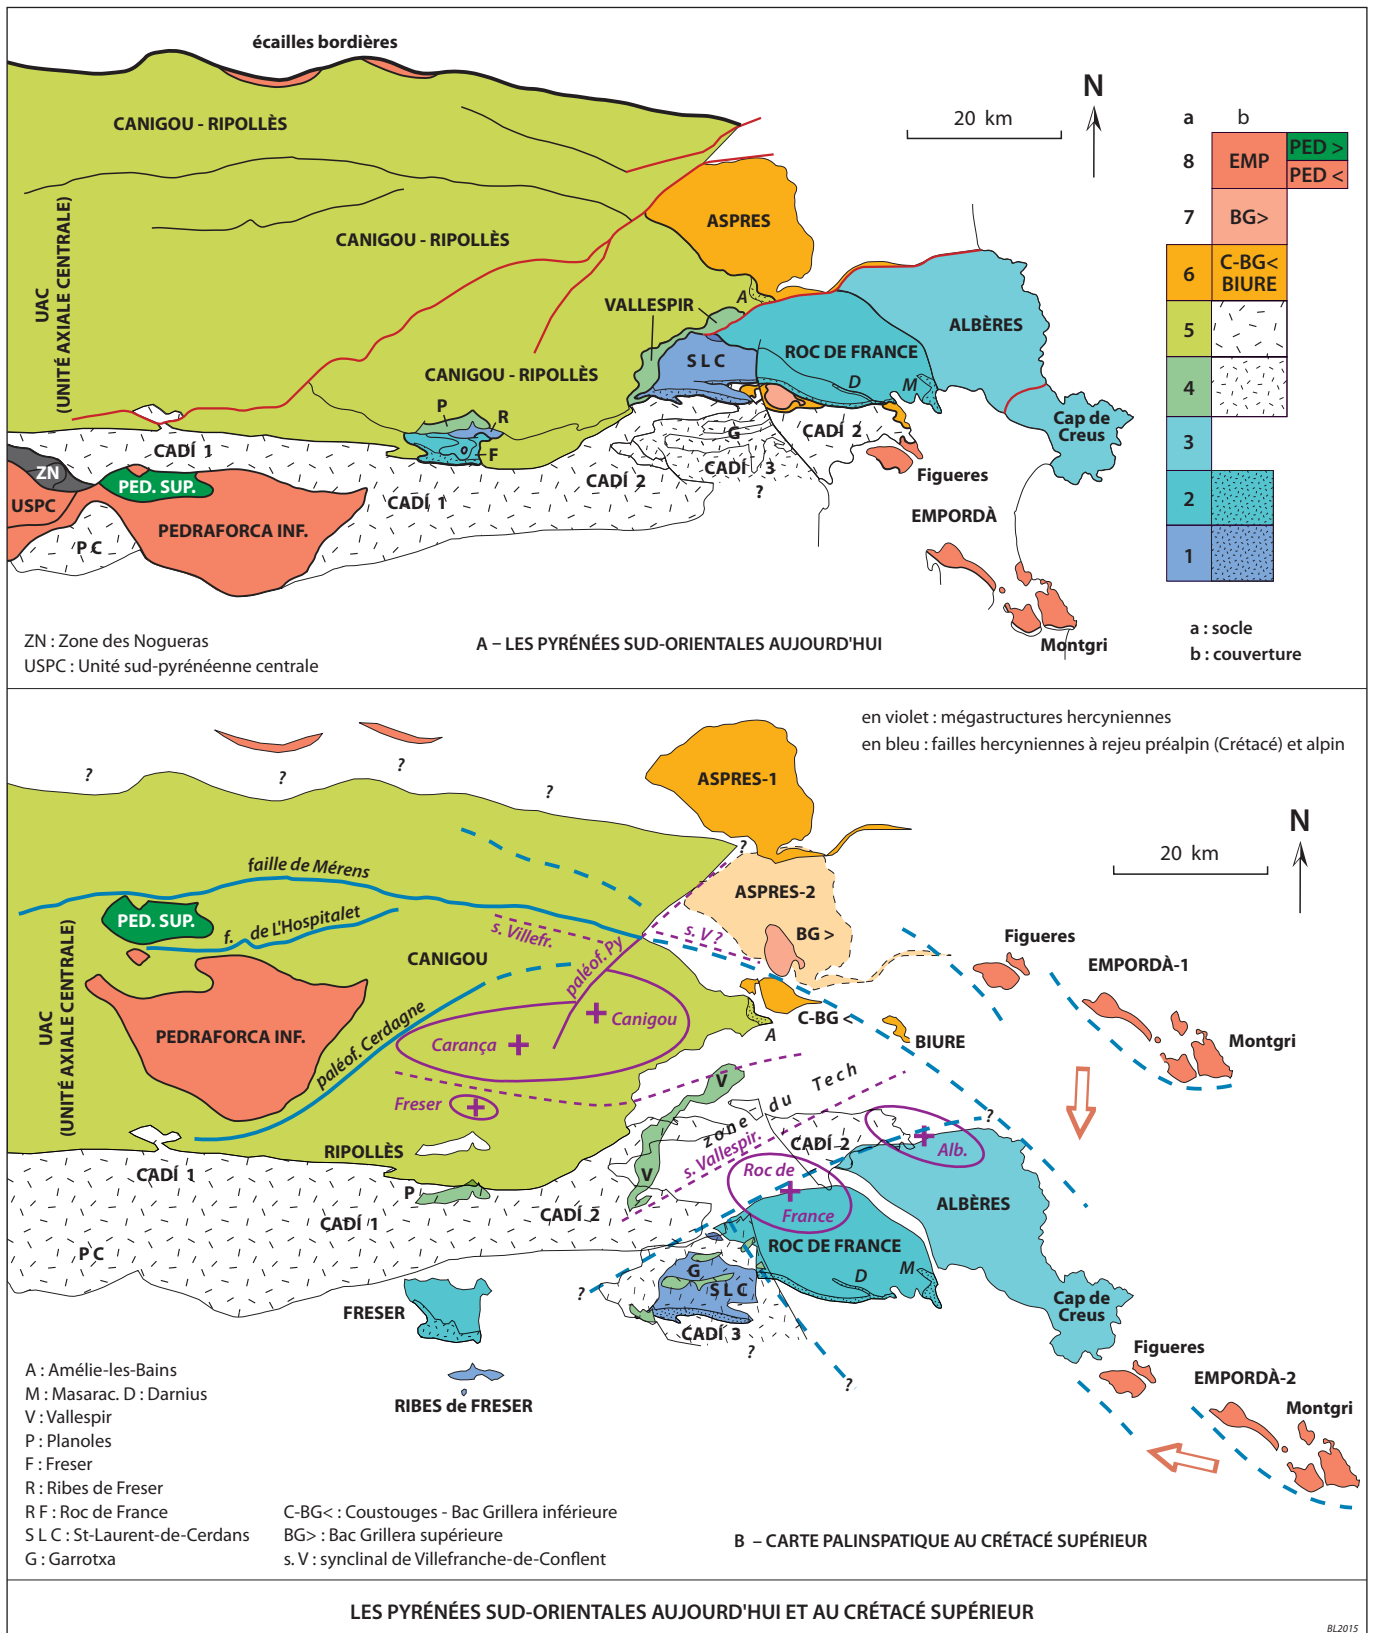 écailles bordières
N
CANIGOU - RIPOLLÈS
20 km
a
b
8
EMP
PED >
PED <
7
BG>
UAC
(UNITÉ AXIALE CENTRALE)
ASPRES
CANIGOU - RIPOLLÈS
6
C-BG<
BIURE
A
VALLESPIR
ALBÈRES
5
S L C
ROC DE FRANCE
CANIGOU - RIPOLLÈS
D
M
4
P
R
Cap de
Creus
3
F
CADÍ 1
G
CADÍ 2
ZN
PED. SUP.
CADÍ 2
CADÍ 3
?
Figueres
USPC
CADÍ 1
2
PEDRAFORCA INF.
EMPORDÀ
P C
1
Montgri
a : socle
b : couverture
ZN : Zone des Nogueras
USPC : Unité sud-pyrénéenne centrale
A – LES PYRÉNÉES SUD-ORIENTALES AUJOURD'HUI
en violet : mégastructures hercyniennes
en bleu : failles hercyniennes à rejeu préalpin (Crétacé) et alpin
?
?
?
?
ASPRES-1
N
20 km
?
faille de Mérens
ASPRES-2
PED. SUP.
f. de L'Hospitalet
s. Villefr.
s. V ?
BG >
Figueres
UAC
(UNITÉ AXIALE CENTRALE)
CANIGOU
paléof. Py
EMPORDÀ-1
paléof. Cerdagne
Canigou
C-BG <
PEDRAFORCA INF.
Carança
A
BIURE
Montgri
V
zone du Tech
Freser
?
s. Vallespir
CADÍ 2
Alb.
RIPOLLÈS
CADÍ 1
V
Roc de
France
P
ALBÈRES
CADÍ 1
CADÍ 2
P C
ROC DE FRANCE
G
D
M
?
S L C
FRESER
CADÍ 3
?
Cap de
Creus
Figueres
?
EMPORDÀ-2
RIBES de FRESER
Montgri
A : Amélie-les-Bains
M : Masarac. D : Darnius
V : Vallespir
P : Planoles
F : Freser
R : Ribes de Freser
R F : Roc de France
S L C : St-Laurent-de-Cerdans
G : Garrotxa
C-BG< : Coustouges - Bac Grillera inférieure
BG> : Bac Grillera supérieure
s. V : synclinal de Villefranche-de-Conflent
B – CARTE PALINSPATIQUE AU CRÉTACÉ SUPÉRIEUR
LES PYRÉNÉES SUD-ORIENTALES AUJOURD'HUI ET AU CRÉTACÉ SUPÉRIEUR
BL2015